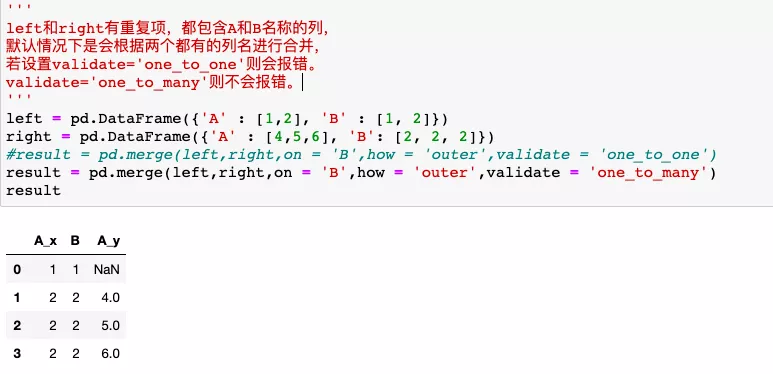 '''
left和right有重复项，都包含A和B名称的列，
默认情况下是会根据两个都有的列名进行合并，
若设置validate='one_to_one'则会报错。
validate='one_to_many'则不会报错。
'''
left = pd.DataFrame({'A' : [1,2], 'B' : [1, 2]})
right = pd.DataFrame({'A' : [4,5,6], 'B': [2, 2, 2]})
#result = pd.merge(left,right,on = 'B',how = 'outer',validate = 'one_to_one')
result = pd.merge(left,right,on = 'B',how = 'outer',validate = 'one_to_many')
result
A_x B A_y
0 1 1 NaN
1 2 2 4.0
2 2 2 5.0
3 2 2 6.0